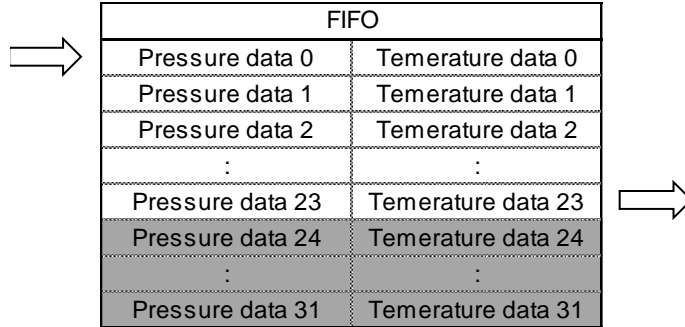 FIFO
Pressure data 0 Temerature data 0
Pressure data 1 Temerature data 1
Pressure data 2 Temerature data 2
: :
Pressure data 23 Temerature data 23
Pressure data 24 Temerature data 24
: :
Pressure data 31 Temerature data 31